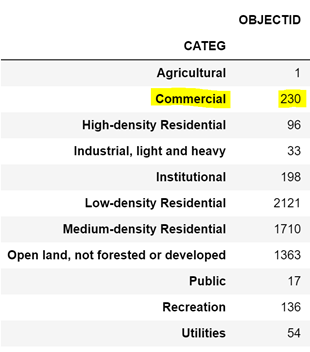 OBJECTID
CATEG
Agricultural 1
Commercial 230
High-density Residential 96
Industrial, light and heavy 33
Institutional 198
Low-density Residential 2121
Medium-density Residential 1710
Open land, not forested or developed 1363
Public 17
Recreation 136
Utilities 54